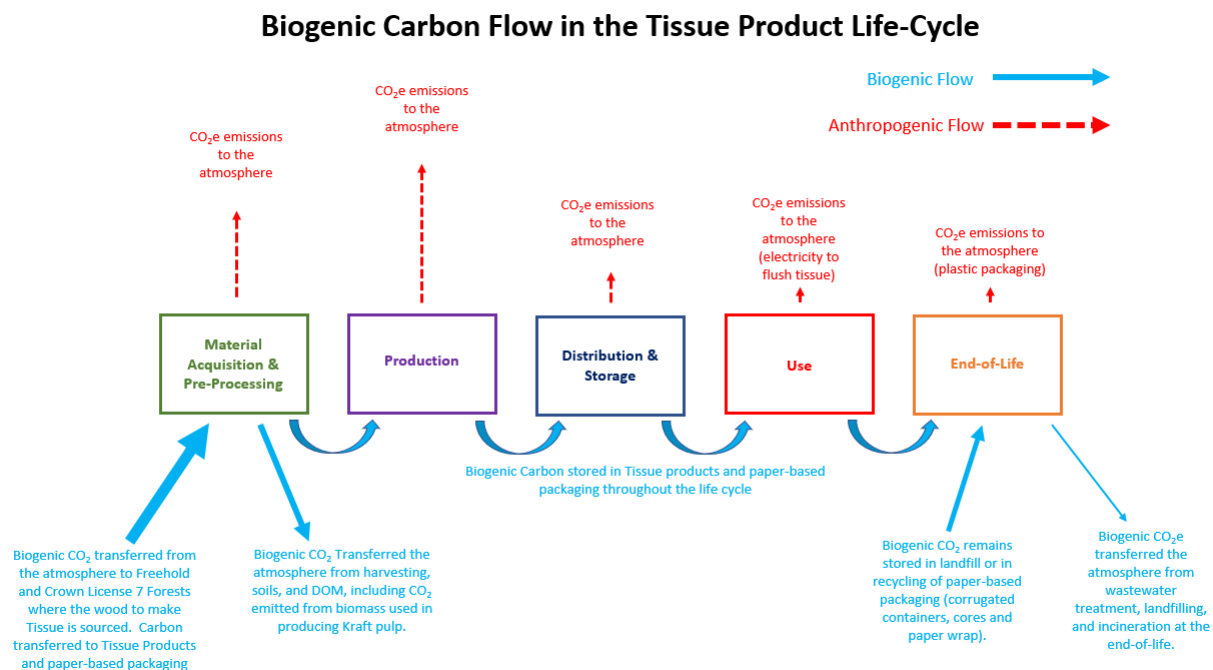 Biogenic Carbon Flow in the Tissue Product Life-Cycle
Biogenic Flow
Anthropogenic Flow
CO₂e emissions
to the
atmosphere
CO₂e emissions
to the
atmosphere
CO₂e emissions
to the
atmosphere
CO₂e emissions
to the
atmosphere
(electricity to
flush tissue)
CO₂e emissions to
the atmosphere
(plastic packaging)
Material
Acquisition &
Pre-Processing
Production
Distribution &
Storage
Use
End-of-Life
Biogenic Carbon stored in Tissue products and paper-based
packaging throughout the life cycle
Biogenic CO₂ transferred from
the atmosphere to Freehold
and Crown License 7 Forests
where the wood to make
Tissue is sourced. Carbon
transferred to Tissue Products
and paper-based packaging
Biogenic CO₂ Transferred the
atmosphere from harvesting,
soils, and DOM, including CO₂
emitted from biomass used in
producing Kraft pulp.
Biogenic CO₂ remains
stored in landfill or in
recycling of paper-based
packaging (corrugated
containers, cores and
paper wrap).
Biogenic CO₂e
transferred the
atmosphere from
wastewater
treatment, landfilling,
and incineration at the
end-of-life.